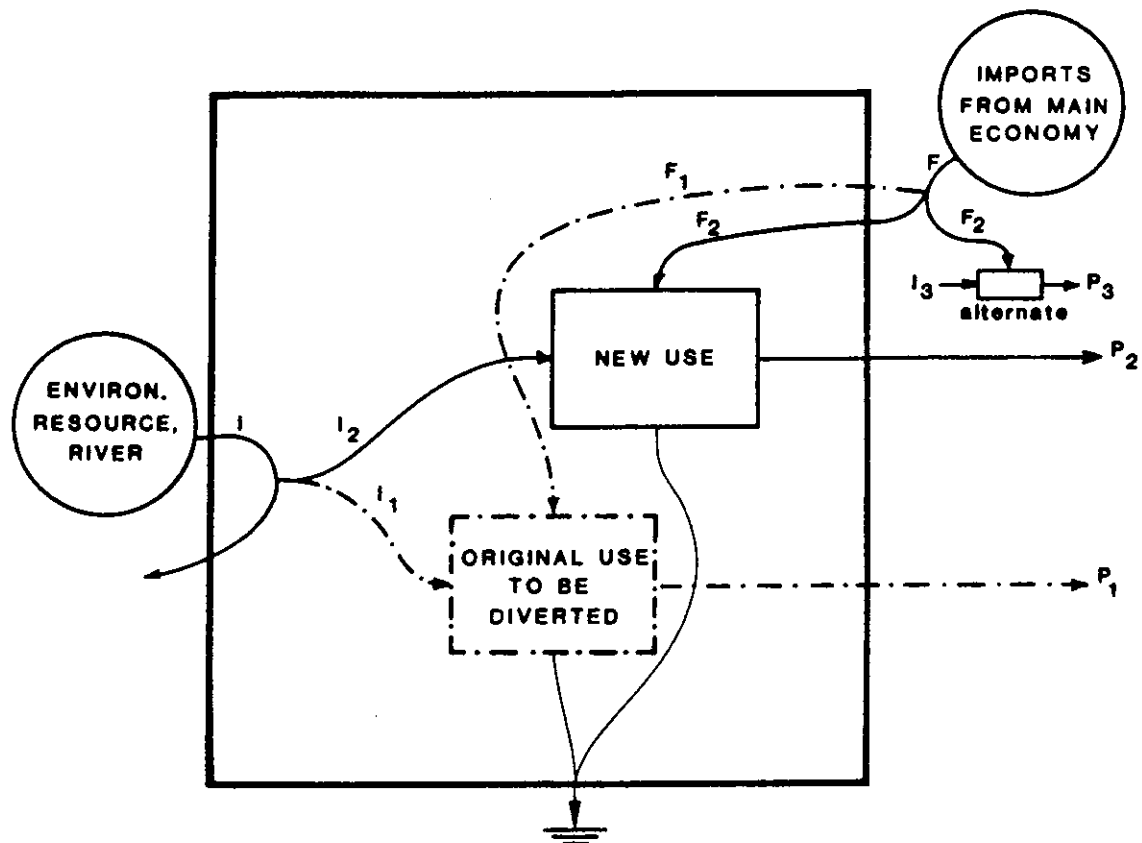 IMPORTS
FROM MAIN
ECONOMY
F
F₁
F₂
F₂
I₃
P₃
alternate
NEW USE
P₂
ENVIRON.
RESOURCE,
RIVER
I
I₂
I₁
ORIGINAL USE
TO BE
DIVERTED
P₁